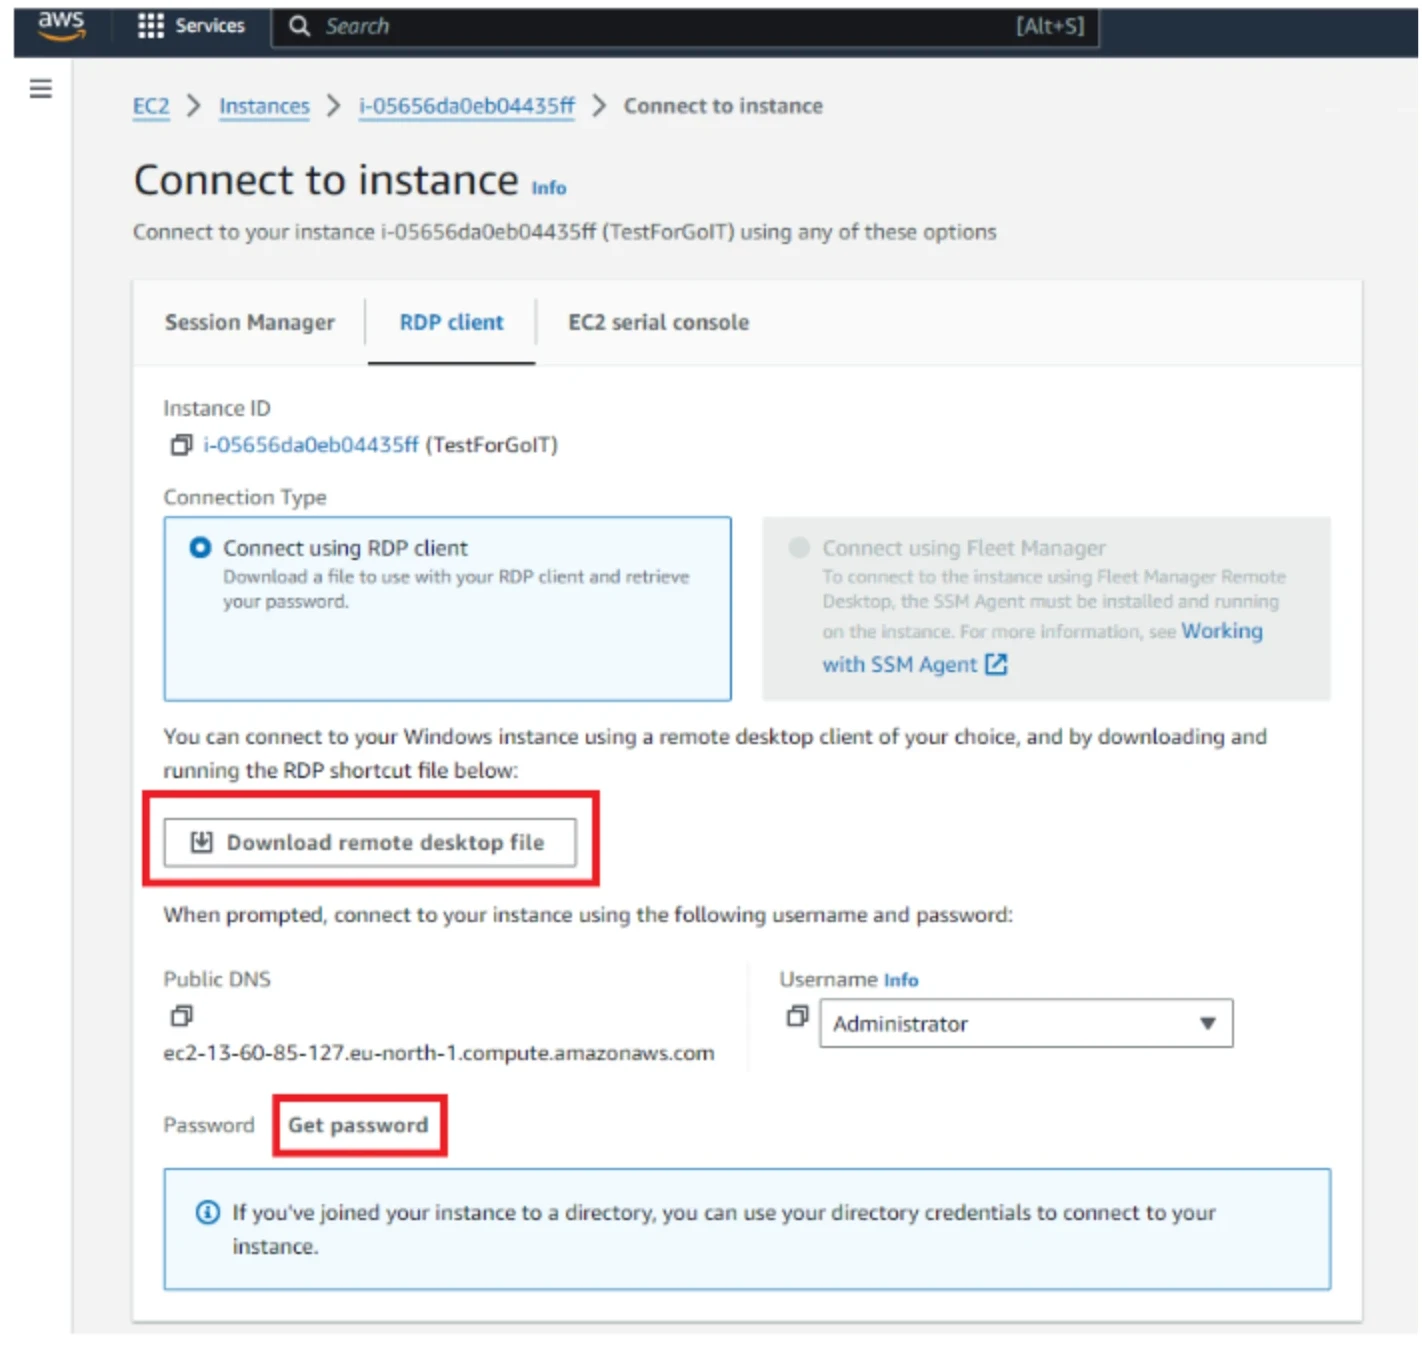 aws Services Search [Alt+S]
EC2 > Instances > i-05656da0eb04435ff > Connect to instance
Connect to instance Info
Connect to your instance i-05656da0eb04435ff (TestForGoIT) using any of these options
Session Manager RDP client EC2 serial console
Instance ID
i-05656da0eb04435ff (TestForGoIT)
Connection Type
Connect using RDP client
Download a file to use with your RDP client and retrieve
your password.
Connect using Fleet Manager
To connect to the instance using Fleet Manager Remote
Desktop, the SSM Agent must be installed and running
on the instance. For more information, see Working
with SSM Agent
You can connect to your Windows instance using a remote desktop client of your choice, and by downloading and
running the RDP shortcut file below:
Download remote desktop file
When prompted, connect to your instance using the following username and password:
Public DNS
ec2-13-60-85-127.eu-north-1.compute.amazonaws.com
Username Info
Administrator
Password Get password
If you've joined your instance to a directory, you can use your directory credentials to connect to your
instance.